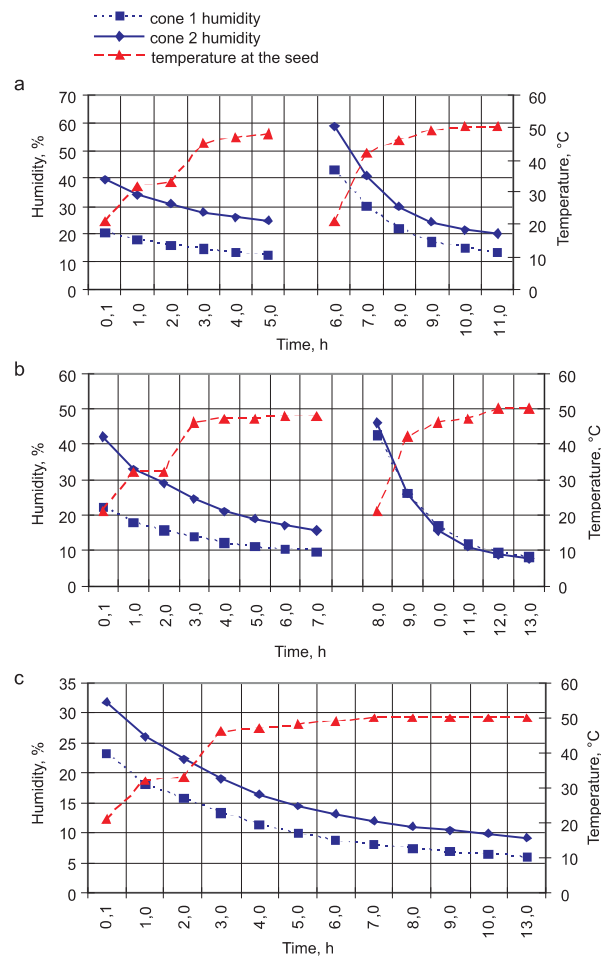 cone 1 humidity
cone 2 humidity
temperature at the seed
a
70
60
50
40
30
20
10
0
Humidity, %
60
50
40
30
20
10
0
Temperature, °C
0,1 1,0 2,0 3,0 4,0 5,0 6,0 7,0 8,0 9,0 10,0 11,0
Time, h
b
60
50
40
30
20
10
0
Humidity, %
60
50
40
30
20
10
0
Temperature, °C
0,1 1,0 2,0 3,0 4,0 5,0 6,0 7,0 8,0 9,0 0,0 11,0 12,0 13,0
Time, h
c
35
30
25
20
15
10
5
0
Humidity, %
60
50
40
30
20
10
0
Temperature, °C
0,1 1,0 2,0 3,0 4,0 5,0 6,0 7,0 8,0 9,0 10,0 13,0
Time, h